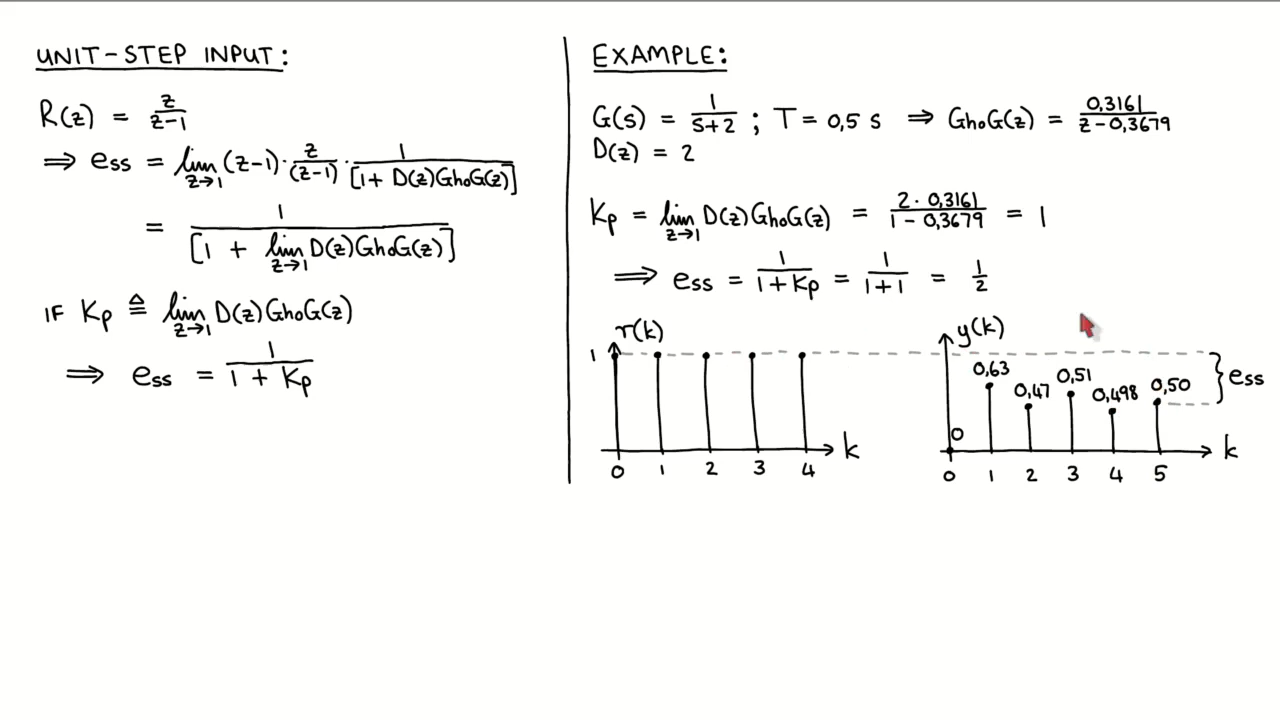 UNIT-STEP INPUT:
R(z) = z/(z-1)
⇒ ess = lim z→1 (z-1) · z/(z-1) · 1/[1 + D(z)GhoG(z)]
= 1/[1 + lim z→1 D(z)GhoG(z)]
IF Kp ≜ lim z→1 D(z)GhoG(z)
⇒ ess = 1/(1 + Kp)
EXAMPLE:
G(s) = 1/(s+2) ; T = 0,5 s ⇒ GhoG(z) = 0,3161/(z - 0,3679)
D(z) = 2
Kp = lim z→1 D(z)GhoG(z) = 2 · 0,3161/(1 - 0,3679) = 1
⇒ ess = 1/(1 + Kp) = 1/(1+1) = 1/2
r(k)
1
k
0 1 2 3 4
y(k)
0 0,63 0,47 0,51 0,498 0,50
ess
k
0 1 2 3 4 5